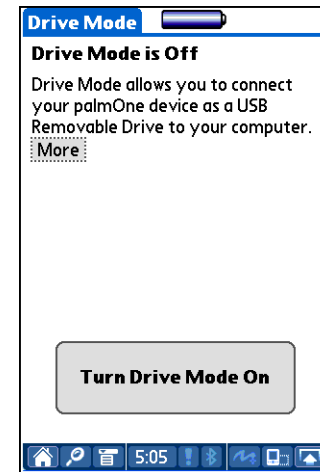 Drive Mode
Drive Mode is Off
Drive Mode allows you to connect
your palmOne device as a USB
Removable Drive to your computer.
More
Turn Drive Mode On
5:05